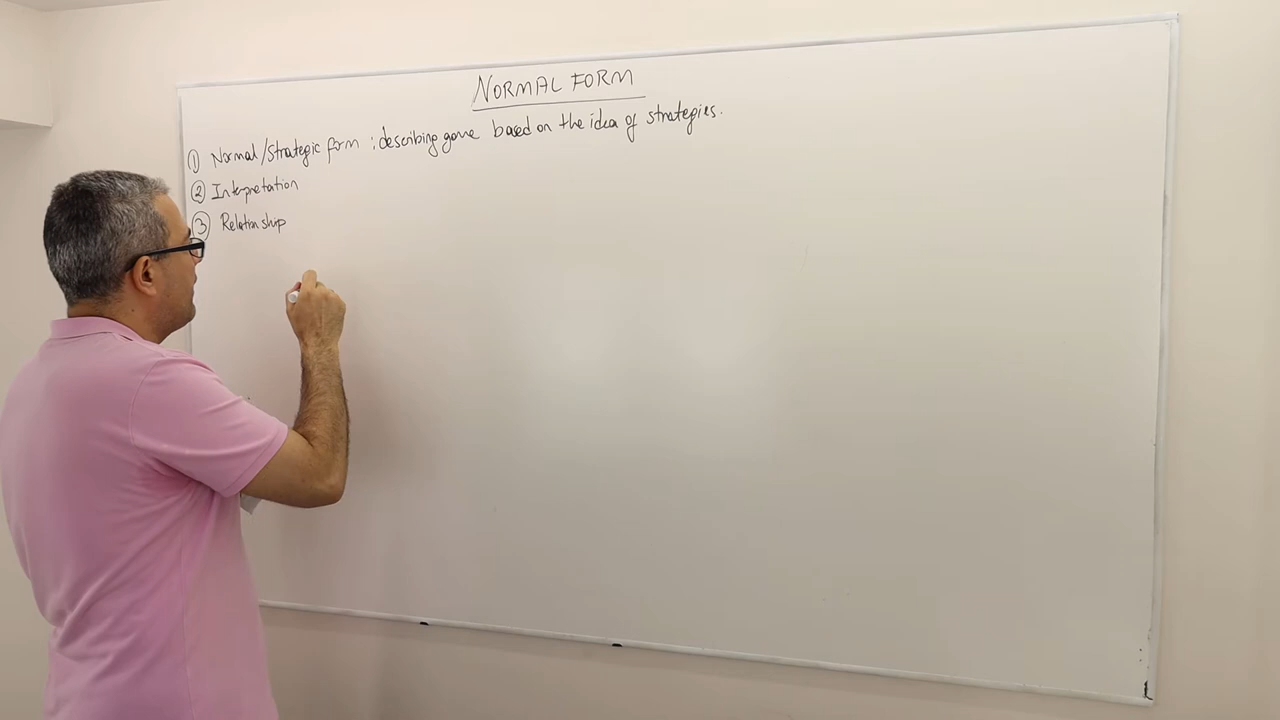 NORMAL FORM
① Normal/Strategic form : describing game based on the idea of strategies.
② Interpretation
③ Relationship